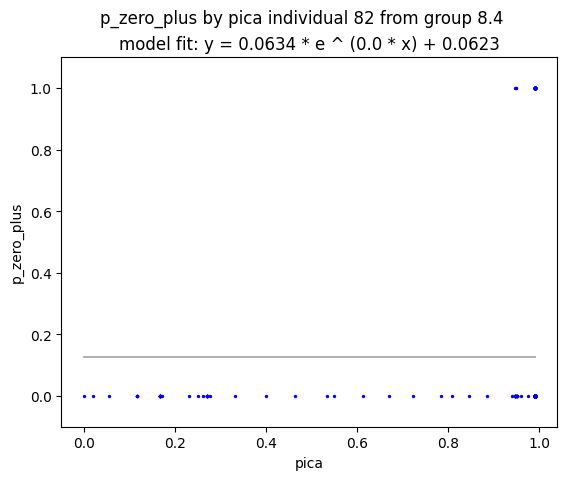 p_zero_plus by pica individual 82 from group 8.4
model fit: y = 0.0634 * e ^ (0.0 * x) + 0.0623
1.0
0.8
0.6
0.4
0.2
0.0
p_zero_plus
0.0 0.2 0.4 0.6 0.8 1.0
pica